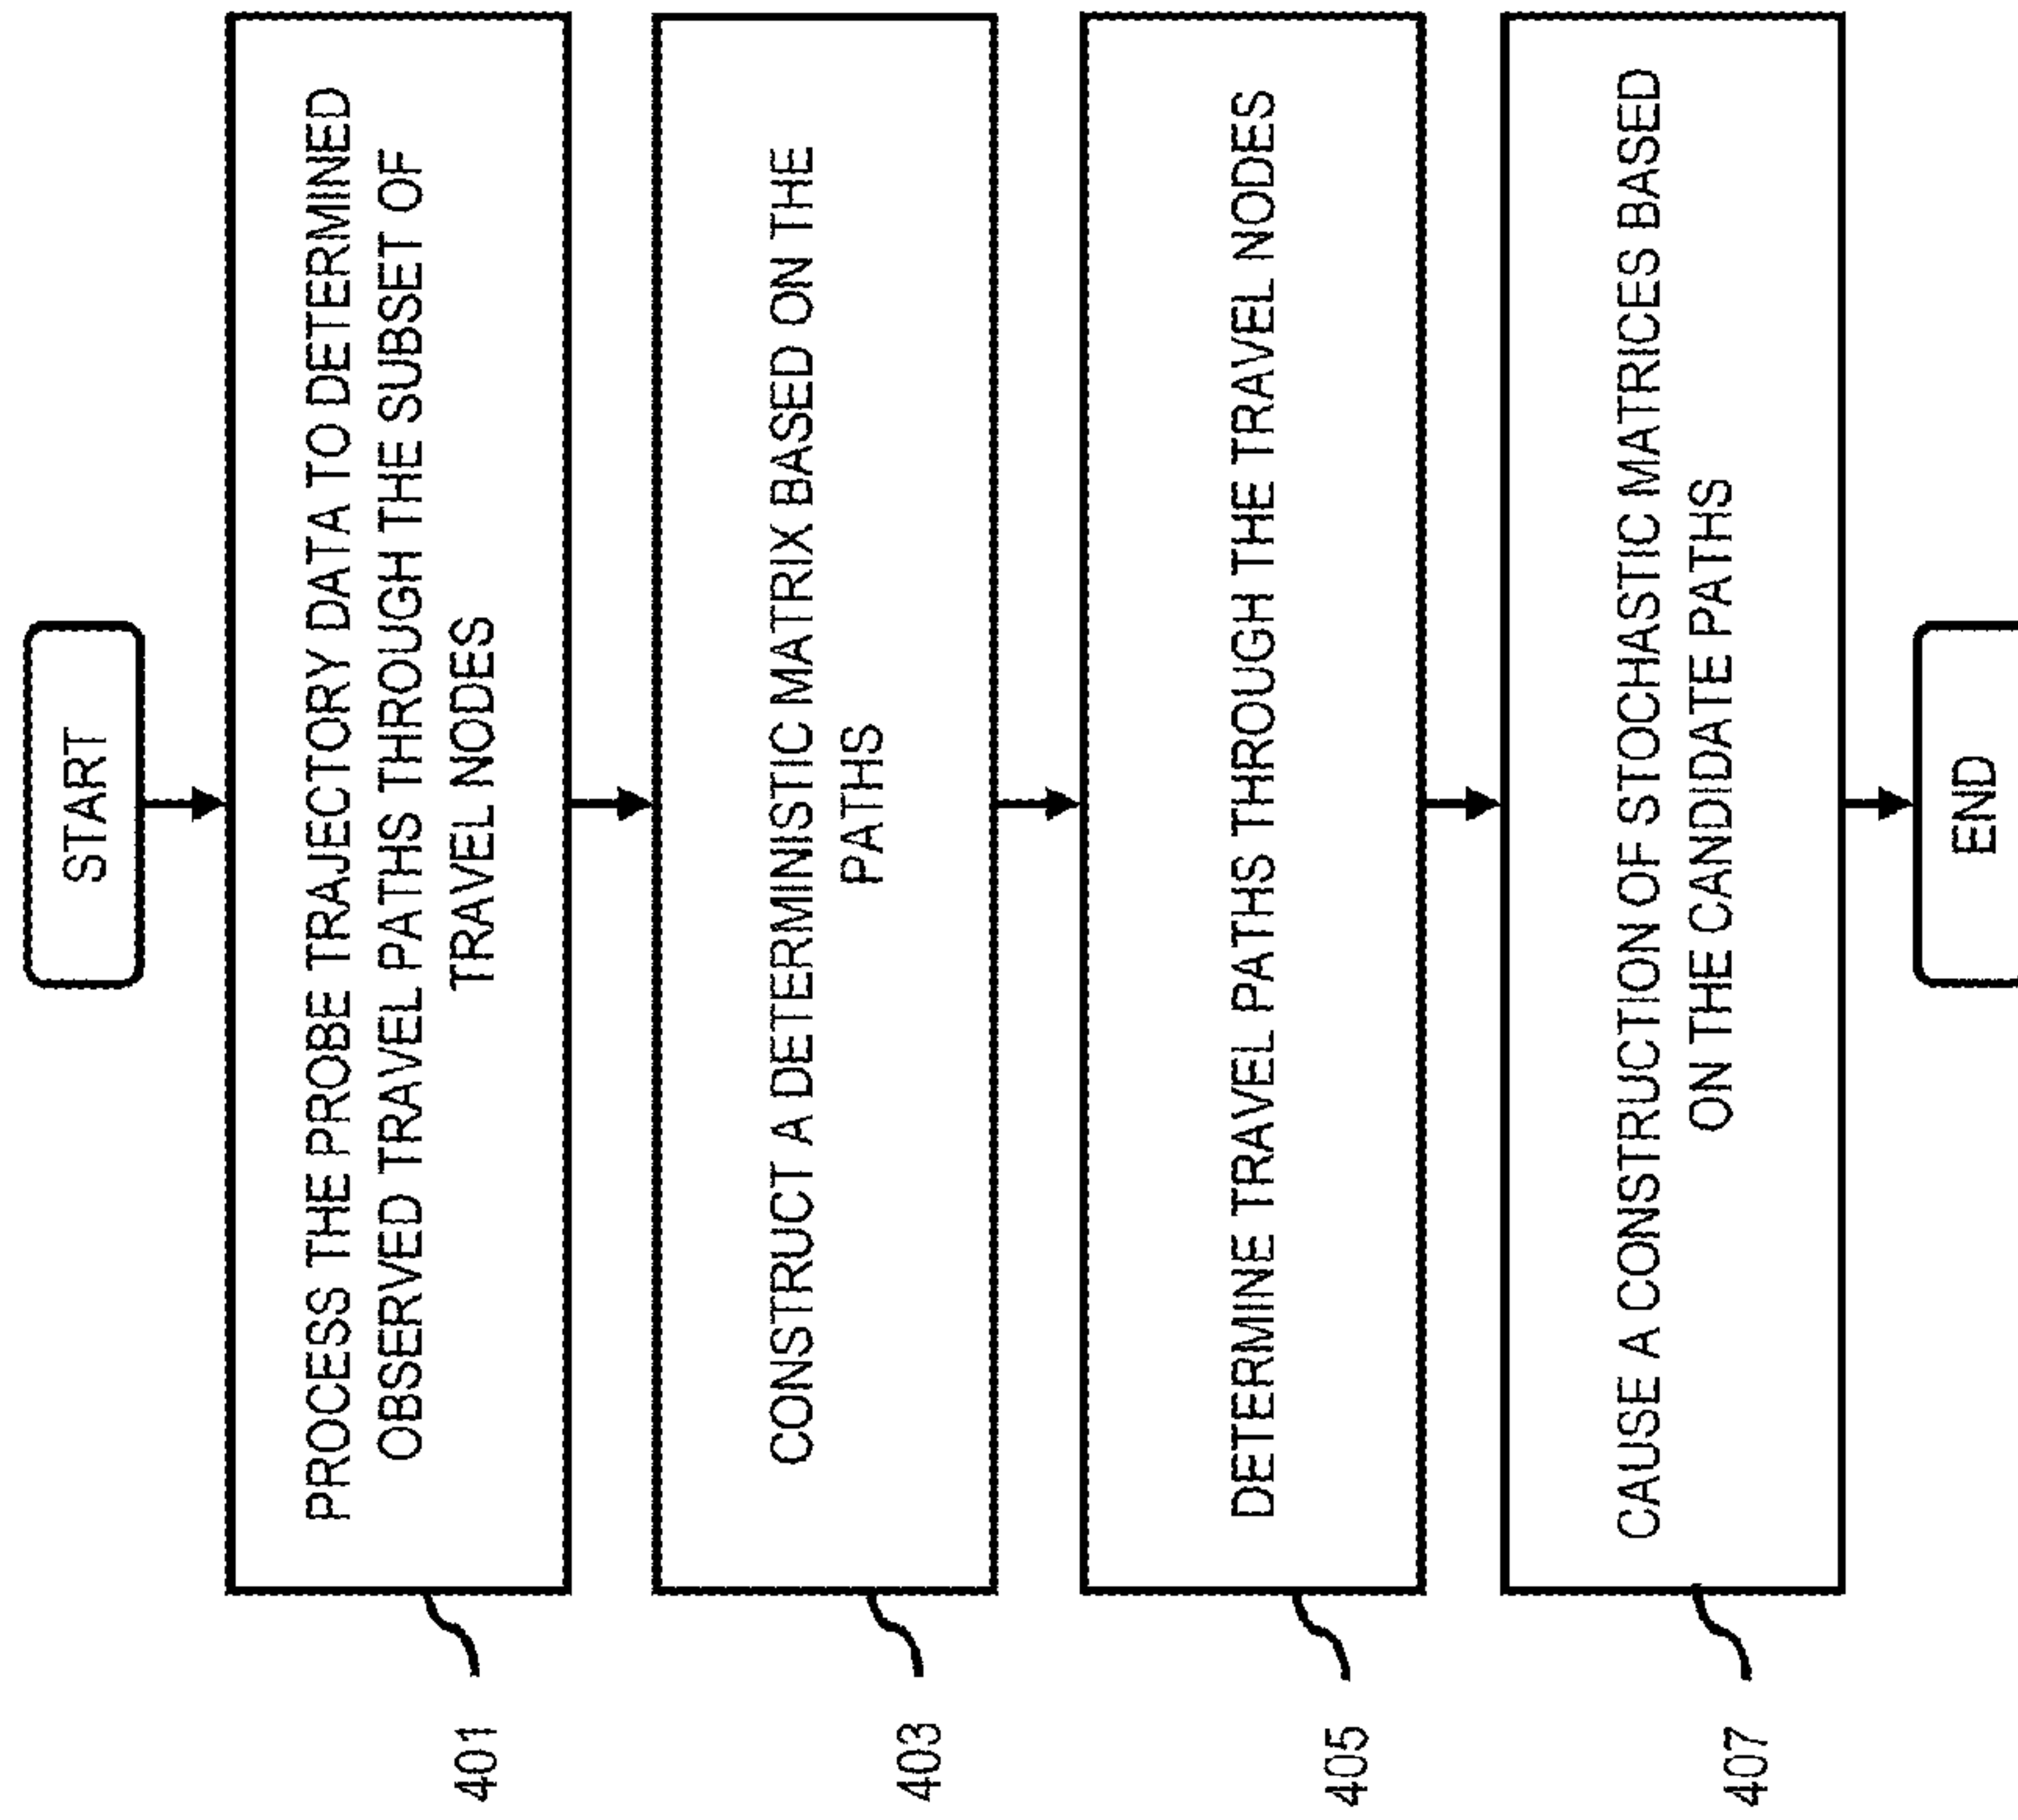 START
PROCESS THE PROBE TRAJECTORY DATA TO DETERMINED
OBSERVED TRAVEL PATHS THROUGH THE SUBSET OF
TRAVEL NODES
401
CONSTRUCT A DETERMINISTIC MATRIX BASED ON THE
PATHS
403
DETERMINE TRAVEL PATHS THROUGH THE TRAVEL NODES
405
CAUSE A CONSTRUCTION OF STOCHASTIC MATRICES BASED
ON THE CANDIDATE PATHS
407
END